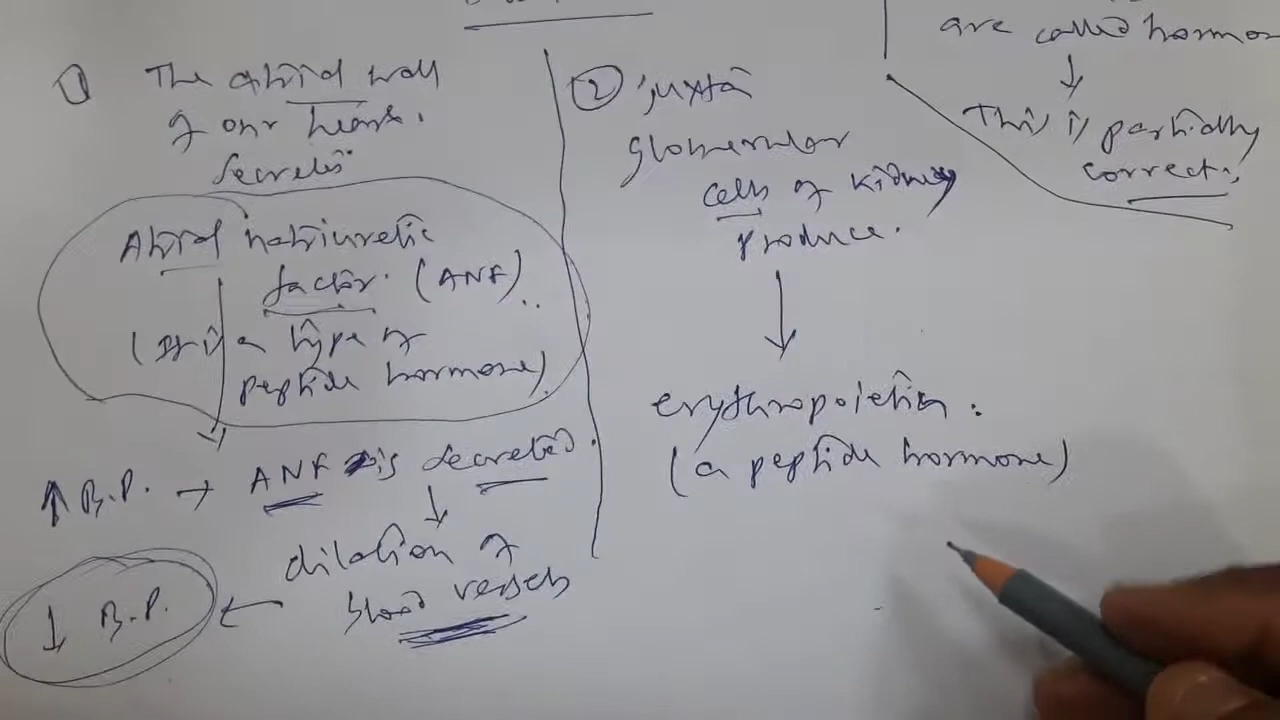 ① The atrial wall
of our heart.
secretes
Atrial natriuretic
factor. (ANF)..
(It is a type of
peptide hormone).
↑ B.P. → ANF is secreted.
↓
dilation of
blood vessels
↓ B.P. ←
② juxta
glomerular
cells of kidney
produce.
↓
erythropoietin.
(a peptide hormone)
are called hormon
↓
This is partially
correct.